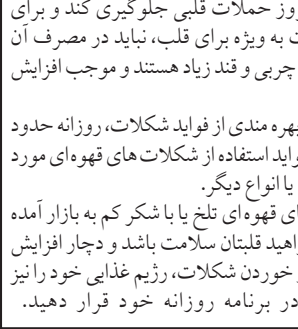 روز حملات قلبی جلوگیری کند و برای
ت به ویژه برای قلب، نباید در مصرف آن
چربی و قند زیاد هستند و موجب افزایش
بهره مندی از فواید شکلات، روزانه حدود
واید استفاده از شکلات های قهوه‌ای مورد
یا انواع دیگر.
ای قهوه‌ای تلخ یا با شکر کم به بازار آمده
اهید قلبتان سلامت باشد و دچار افزایش
خوردن شکلات، رژیم غذایی خود را نیز
در برنامه روزانه خود قرار دهید.